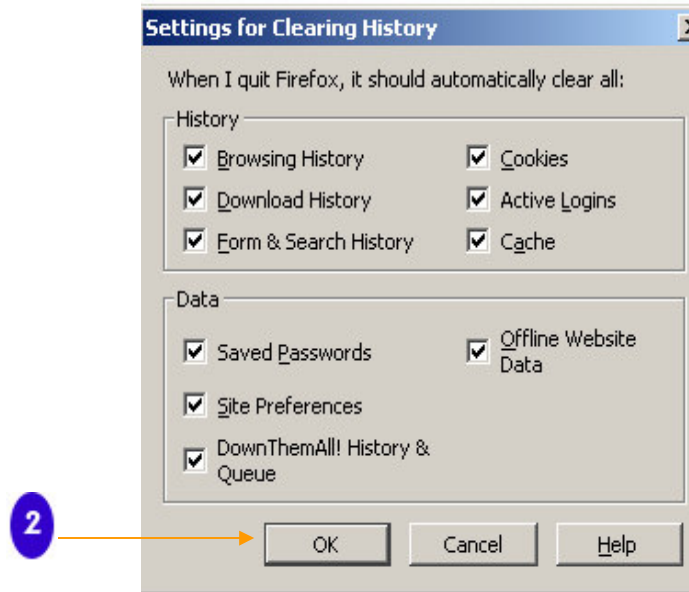 Settings for Clearing History
When I quit Firefox, it should automatically clear all:
History
Browsing History
Cookies
Download History
Active Logins
Form & Search History
Cache
Data
Saved Passwords
Offline Website
Data
Site Preferences
DownThemAll! History &
Queue
2
OK
Cancel
Help